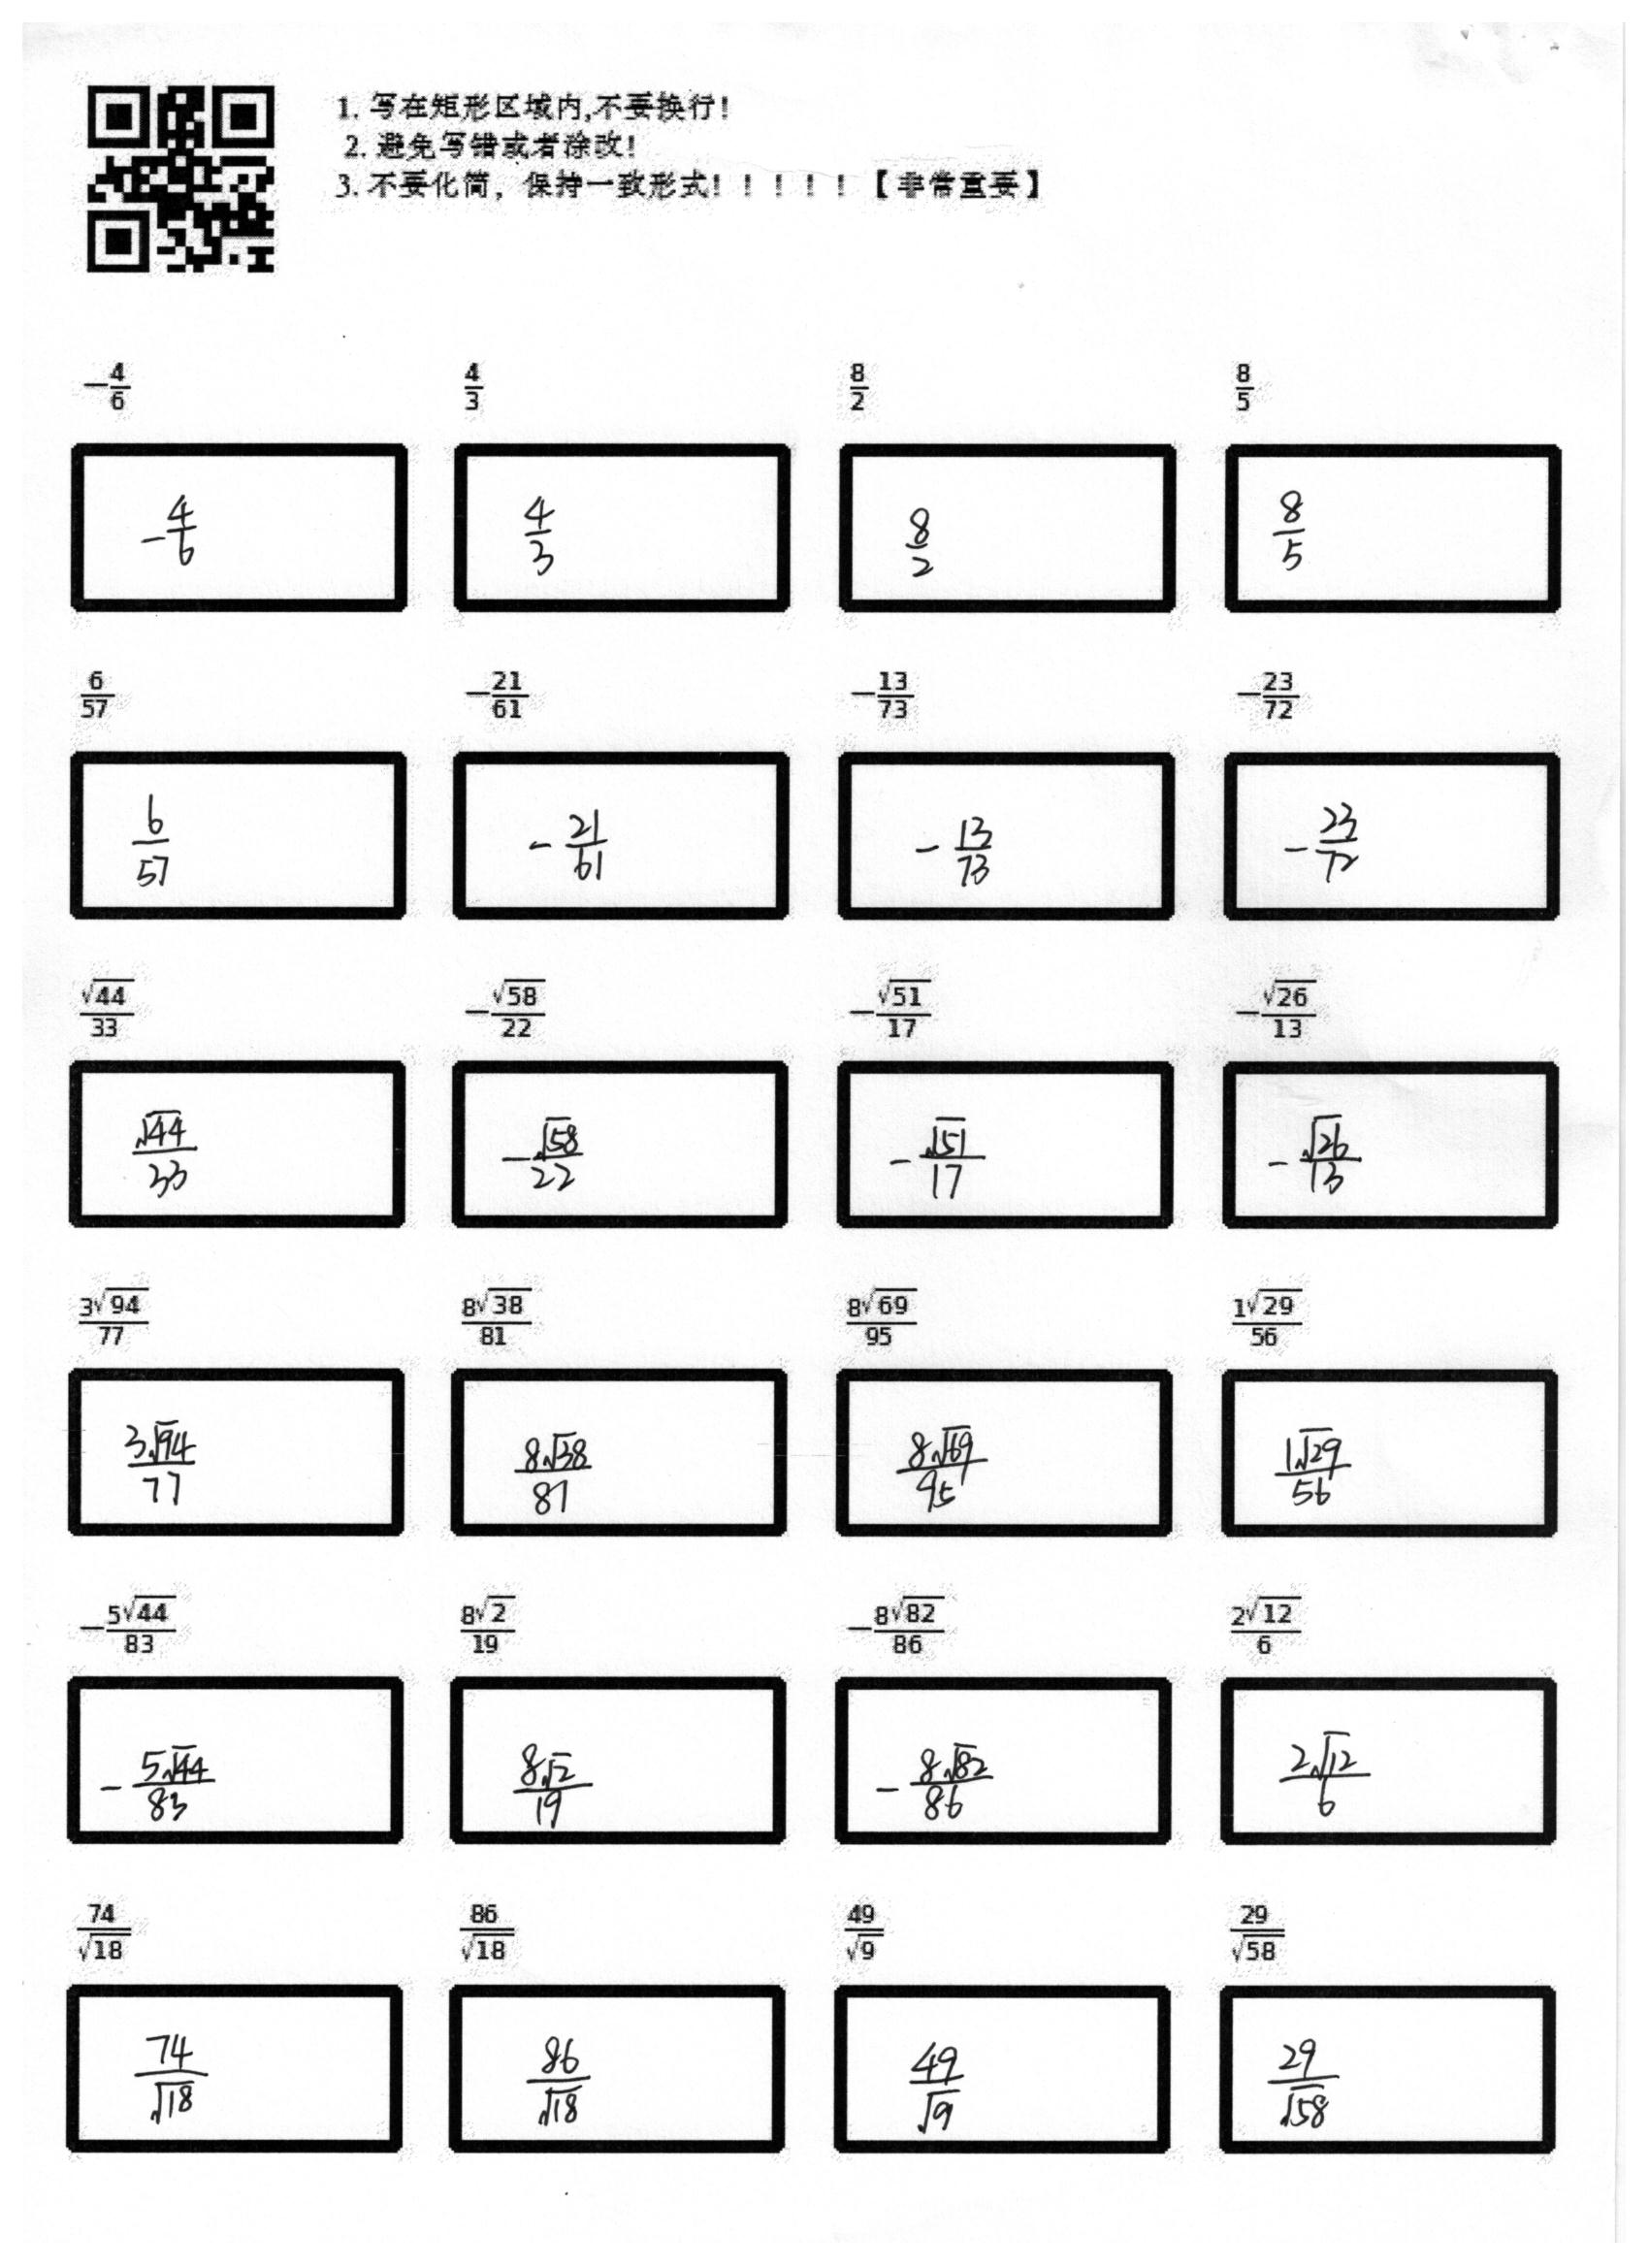 1. 写在矩形区域内,不要换行!
2. 避免写错或者涂改!
3. 不要化简，保持一致形式！！！！！【非常重要】
$-\frac{4}{6}$ $\frac{4}{3}$ $\frac{8}{2}$ $\frac{8}{5}$
$-\frac{4}{6}$ $\frac{4}{3}$ $\frac{8}{2}$ $\frac{8}{5}$
$\frac{6}{57}$ $-\frac{21}{61}$ $-\frac{13}{73}$ $-\frac{23}{72}$
$\frac{6}{57}$ $-\frac{21}{61}$ $-\frac{13}{73}$ $-\frac{23}{72}$
$\frac{\sqrt{44}}{33}$ $-\frac{\sqrt{58}}{22}$ $-\frac{\sqrt{51}}{17}$ $-\frac{\sqrt{26}}{13}$
$\frac{\sqrt{44}}{33}$ $-\frac{\sqrt{58}}{22}$ $-\frac{\sqrt{51}}{17}$ $-\frac{\sqrt{26}}{13}$
$\frac{3\sqrt{94}}{77}$ $\frac{8\sqrt{38}}{81}$ $\frac{8\sqrt{69}}{95}$ $\frac{1\sqrt{29}}{56}$
$\frac{3\sqrt{94}}{77}$ $\frac{8\sqrt{38}}{81}$ $\frac{8\sqrt{69}}{95}$ $\frac{1\sqrt{29}}{56}$
$-\frac{5\sqrt{44}}{83}$ $\frac{8\sqrt{2}}{19}$ $-\frac{8\sqrt{82}}{86}$ $\frac{2\sqrt{12}}{6}$
$-\frac{5\sqrt{44}}{83}$ $\frac{8\sqrt{2}}{19}$ $-\frac{8\sqrt{82}}{86}$ $\frac{2\sqrt{12}}{6}$
$\frac{74}{\sqrt{18}}$ $\frac{86}{\sqrt{18}}$ $\frac{49}{\sqrt{9}}$ $\frac{29}{\sqrt{58}}$
$\frac{74}{\sqrt{18}}$ $\frac{86}{\sqrt{18}}$ $\frac{49}{\sqrt{9}}$ $\frac{29}{\sqrt{58}}$